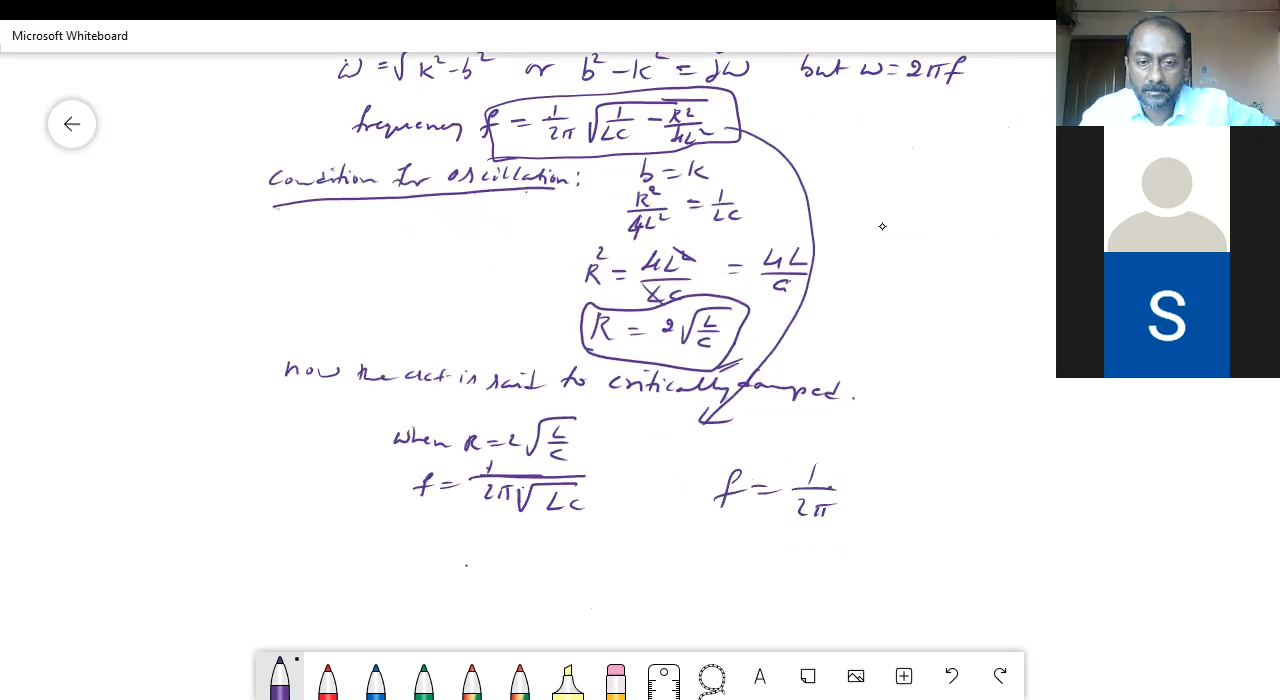 Microsoft Whiteboard
ω = √k² - b² or b² - k² = jω but ω = 2πf
frequency f = 1/2π √1/LC - R²/4L²
Condition for oscillation:
b = k
R²/4L² = 1/LC
R² = 4L²/LC = 4L/C
R = 2√L/C
now the ckt is said to critically damped.
when R = 2√L/C
f = 1/2π√LC f = 1/2π
S
A